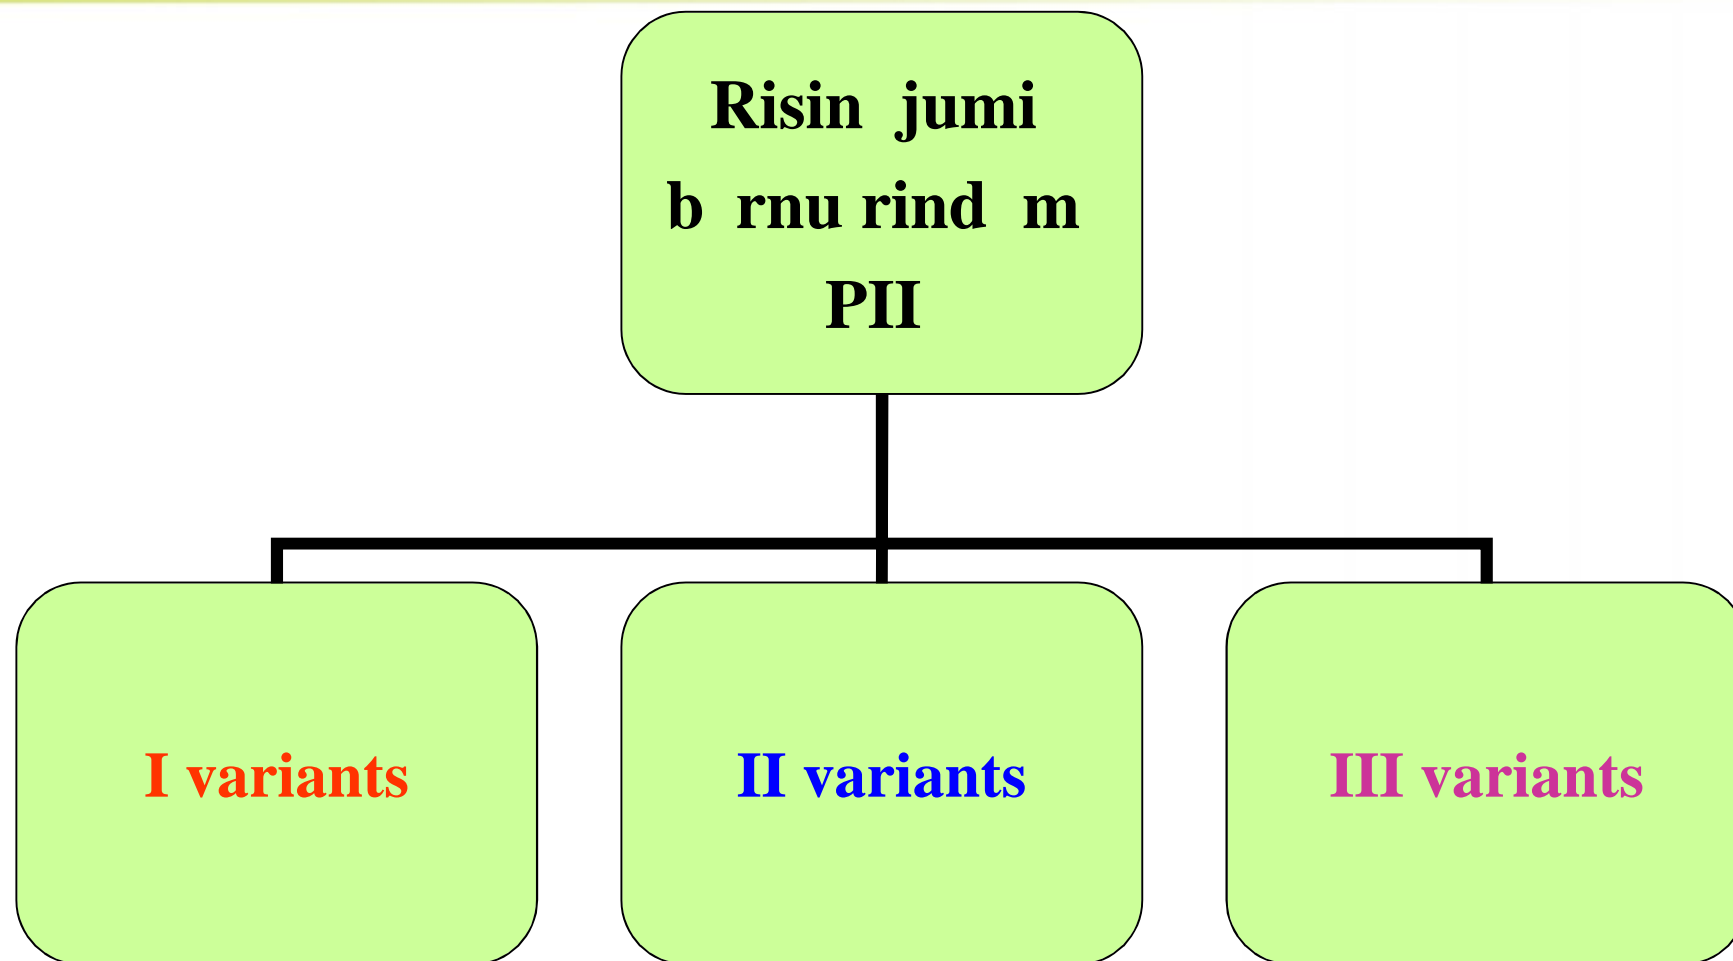 Risin jumi
b rnu rind m
PII
I variants
II variants
III variants